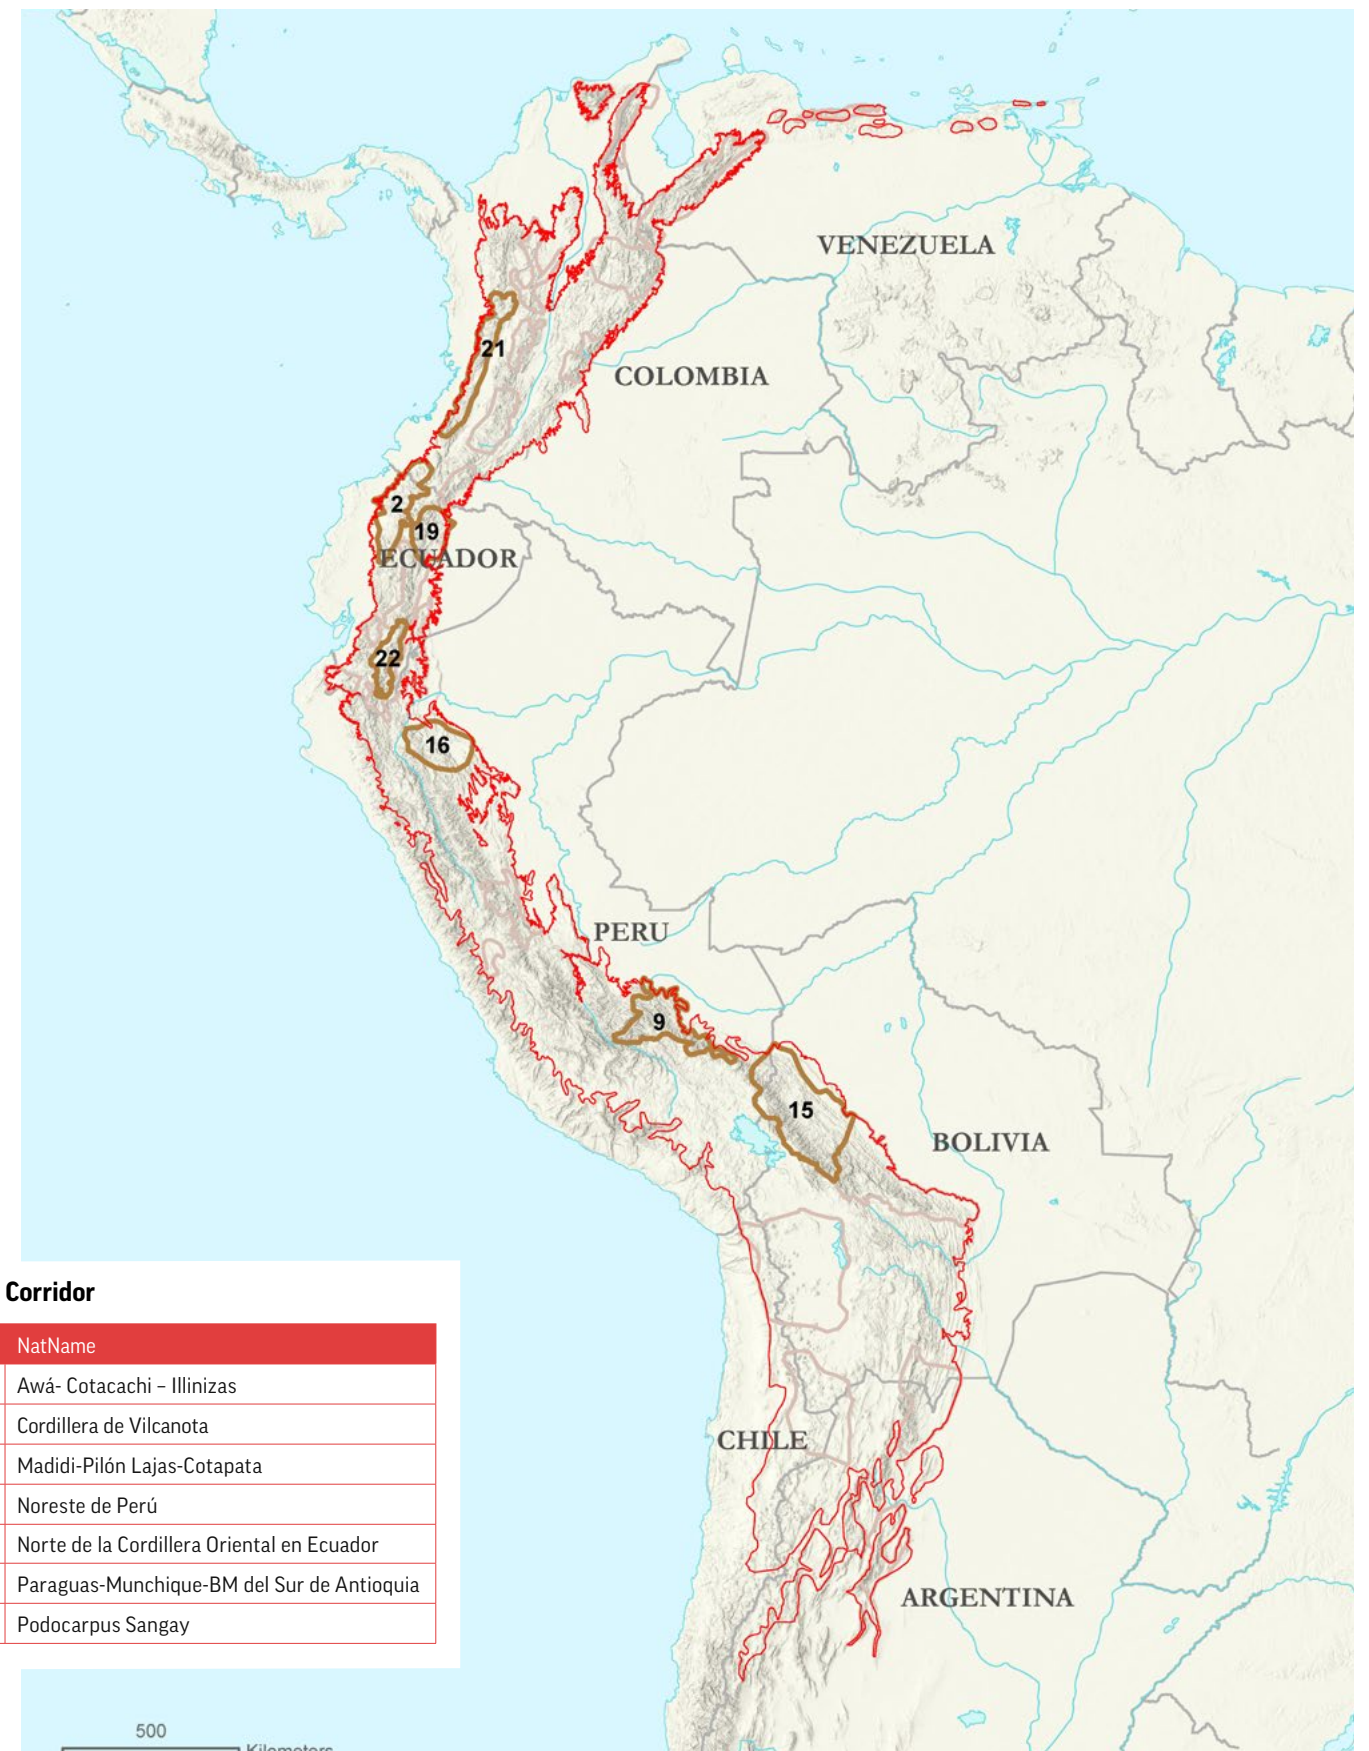 VENEZUELA
21
COLOMBIA
2
19
ECUADOR
22
16
PERU
9
15
BOLIVIA
Corridor
NatName
Awá- Cotacachi – Illinizas
Cordillera de Vilcanota
Madidi-Pilón Lajas-Cotapata
Noreste de Perú
Norte de la Cordillera Oriental en Ecuador
Paraguas-Munchique-BM del Sur de Antioquia
Podocarpus Sangay
CHILE
ARGENTINA
500
Kilometers